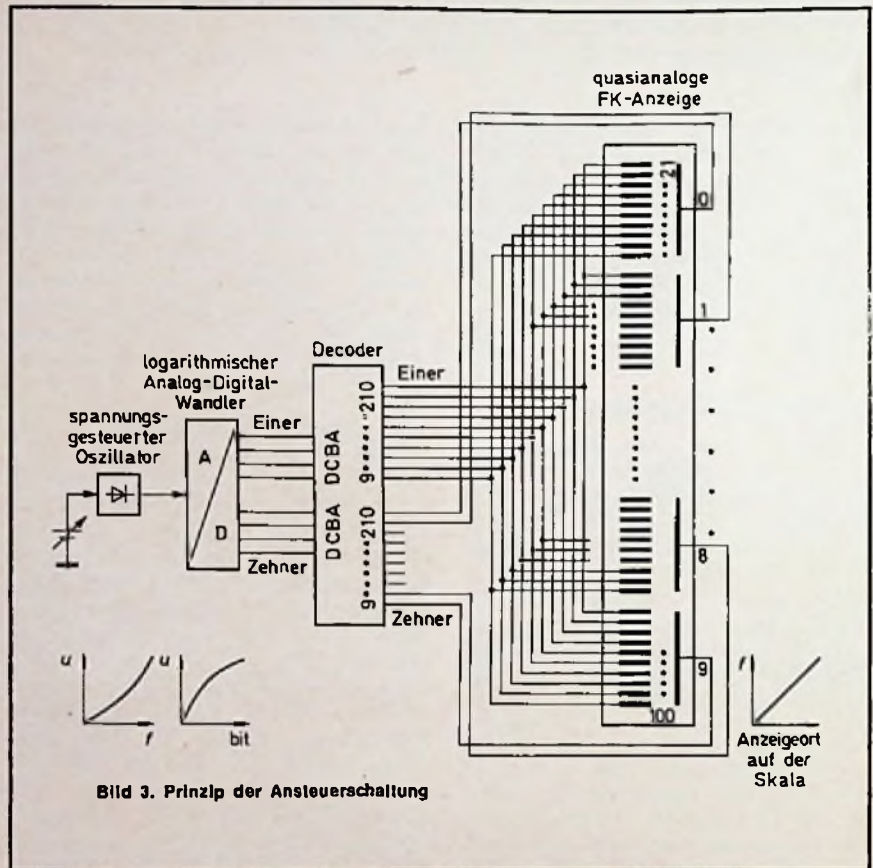 quasianaloge
FK-Anzeige
21
0
1
8
9
100
Decoder
logarithmischer
Analog-Digital-
Wandler
spannungs-
gesteuerter
Oszillator
Einer
Einer
A
D
DCBA
DCBA
210
9
210
9
Zehner
Zehner
u
f
u
bit
f
Anzeigeort
auf der
Skala
Bild 3. Prinzip der Ansteuerschaltung